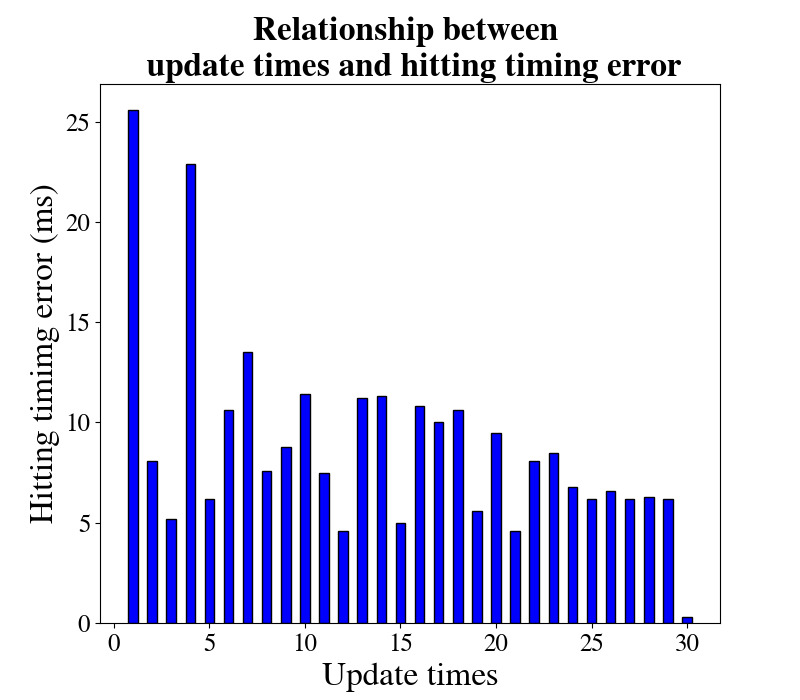 Relationship between
update times and hitting timing error
Hitting timimg error (ms)
25
20
15
10
5
0
0 5 10 15 20 25 30
Update times